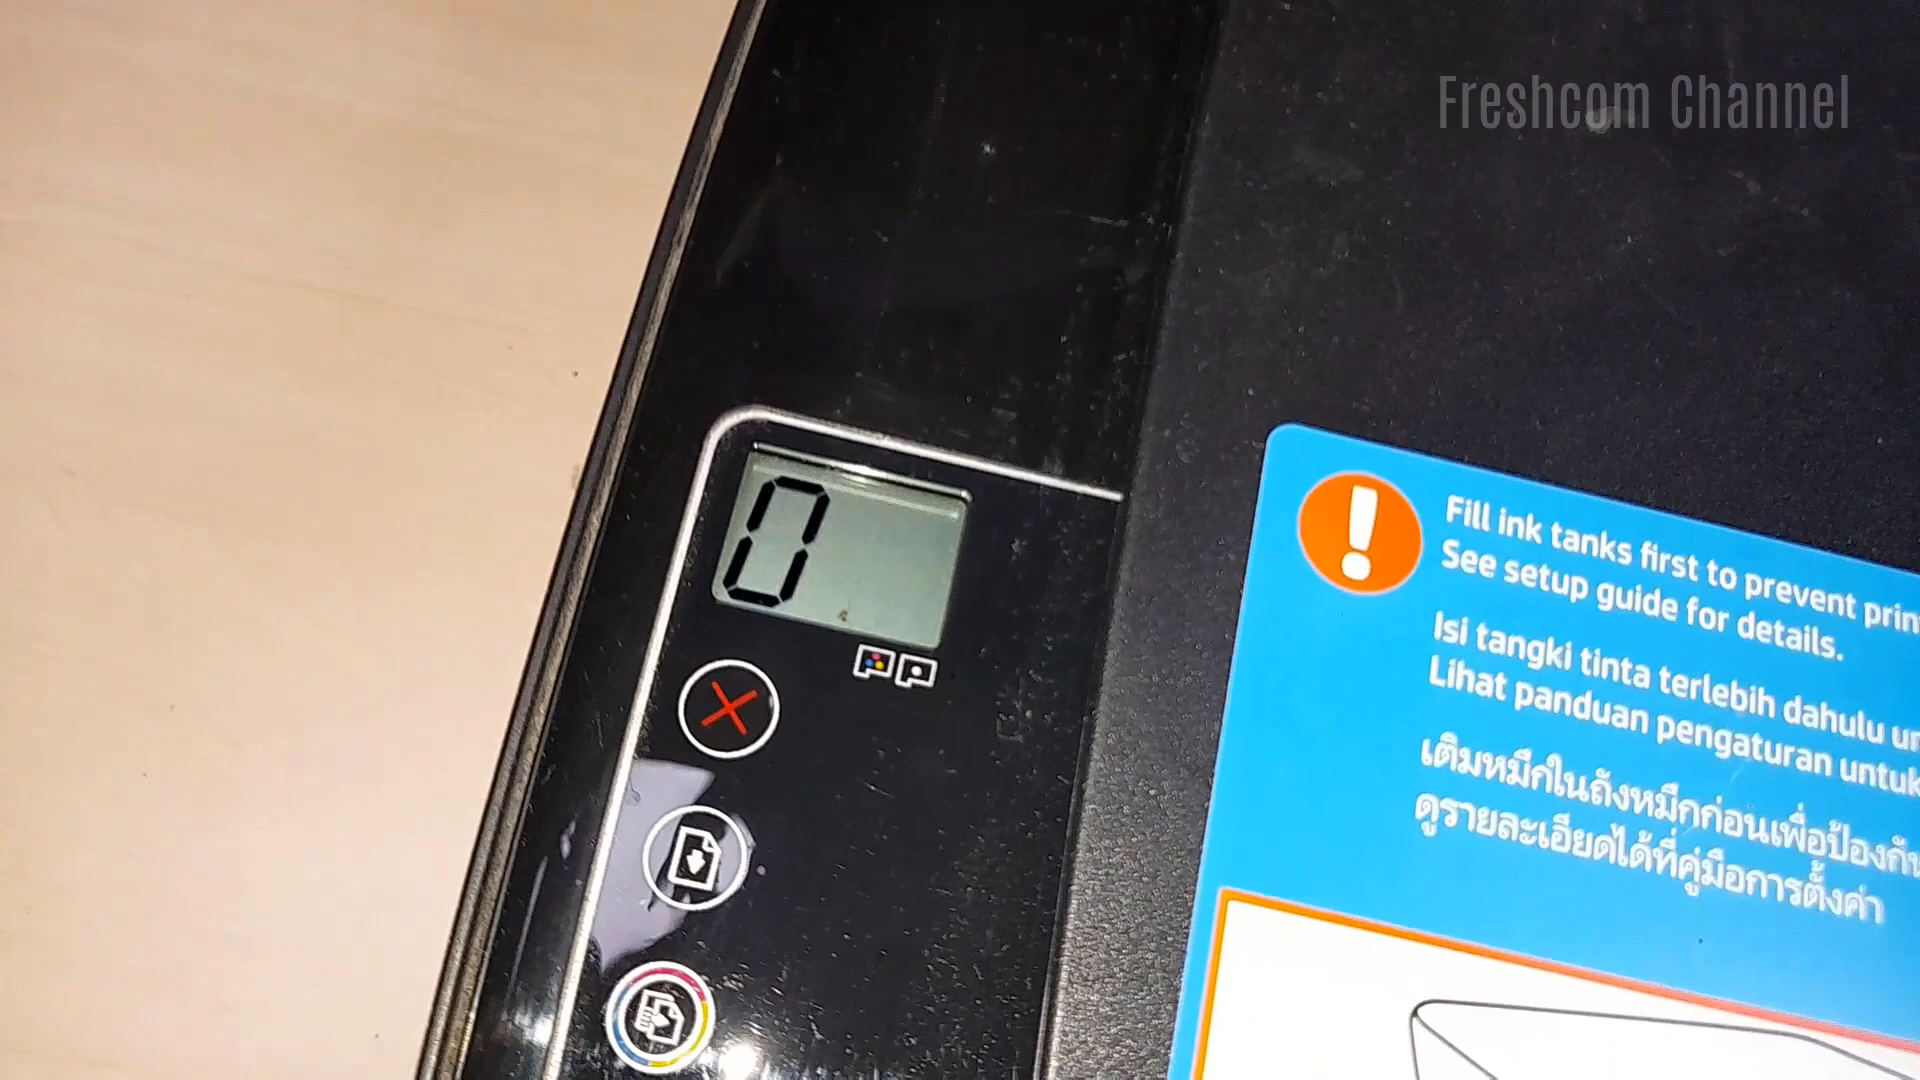 Freshcom Channel
0
Fill ink tanks first to prevent
See setup guide for details.
Isi tangki tinta terlebih dahulu
Lihat panduan pengaturan untuk
เติมหมึกในถังหมึกก่อนเพื่อป้องกัน
ดูรายละเอียดได้ที่คู่มือการตั้งค่า